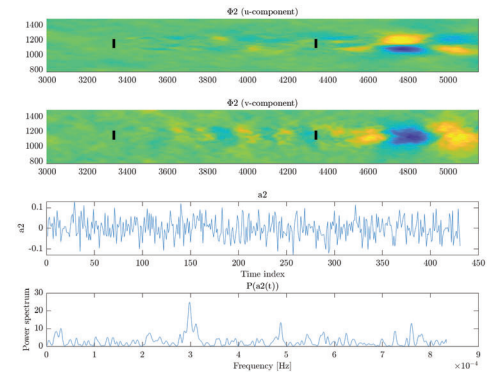 Φ2 (u-component)
1400
1200
1000
800
3000 3200 3400 3600 3800 4000 4200 4400 4600 4800 5000
Φ2 (v-component)
1400
1200
1000
800
3000 3200 3400 3600 3800 4000 4200 4400 4600 4800 5000
a2
a2
0.1
0
-0.1
0 50 100 150 200 250 300 350 400 450
Time index
P(a2(t))
Power spectrum
30
20
10
0
0 1 2 3 4 5 6 7 8 9
Frequency [Hz]
×10⁻⁴